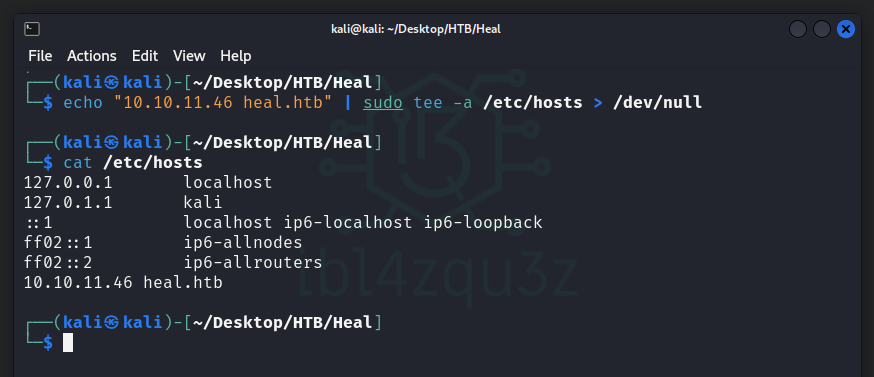 kali@kali: ~/Desktop/HTB/Heal
File Actions Edit View Help
┌──(kali㉿kali)-[~/Desktop/HTB/Heal]
└─$ echo "10.10.11.46 heal.htb" | sudo tee -a /etc/hosts > /dev/null
┌──(kali㉿kali)-[~/Desktop/HTB/Heal]
└─$ cat /etc/hosts
127.0.0.1 localhost
127.0.1.1 kali
::1 localhost ip6-localhost ip6-loopback
ff02::1 ip6-allnodes
ff02::2 ip6-allrouters
10.10.11.46 heal.htb
┌──(kali㉿kali)-[~/Desktop/HTB/Heal]
└─$